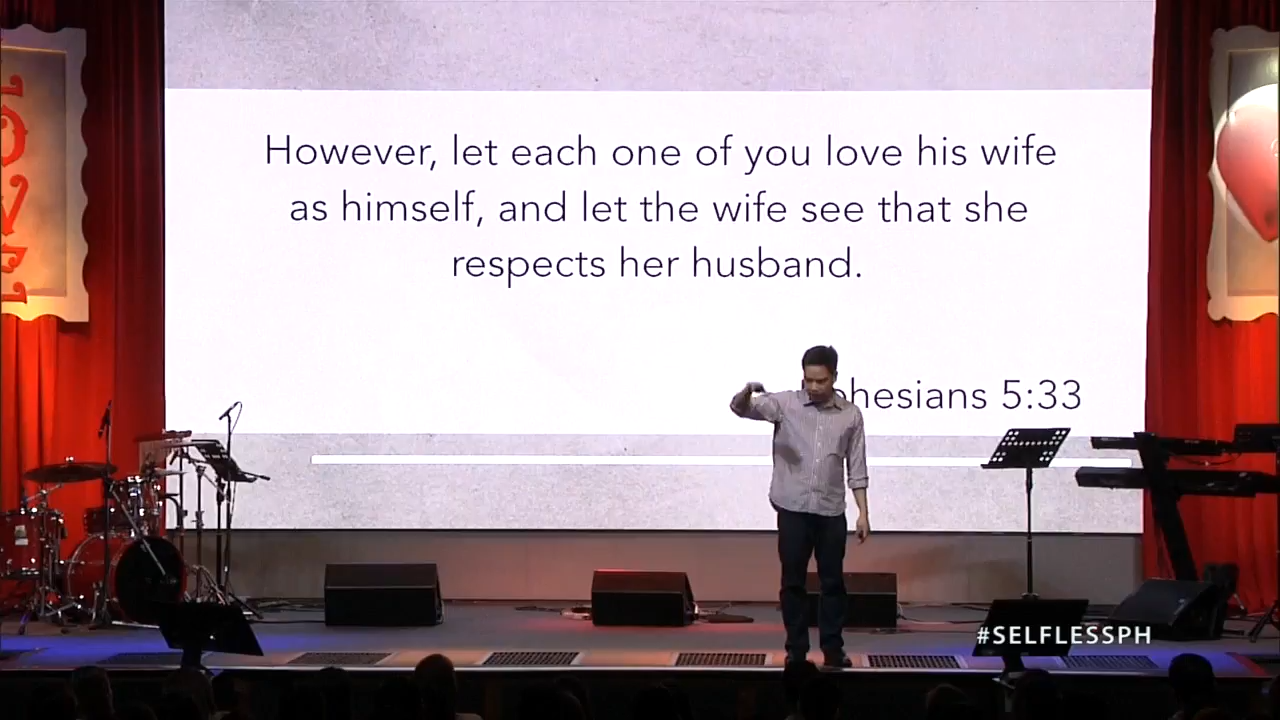 However, let each one of you love his wife
as himself, and let the wife see that she
respects her husband.
5:33
#SELFLESSPH